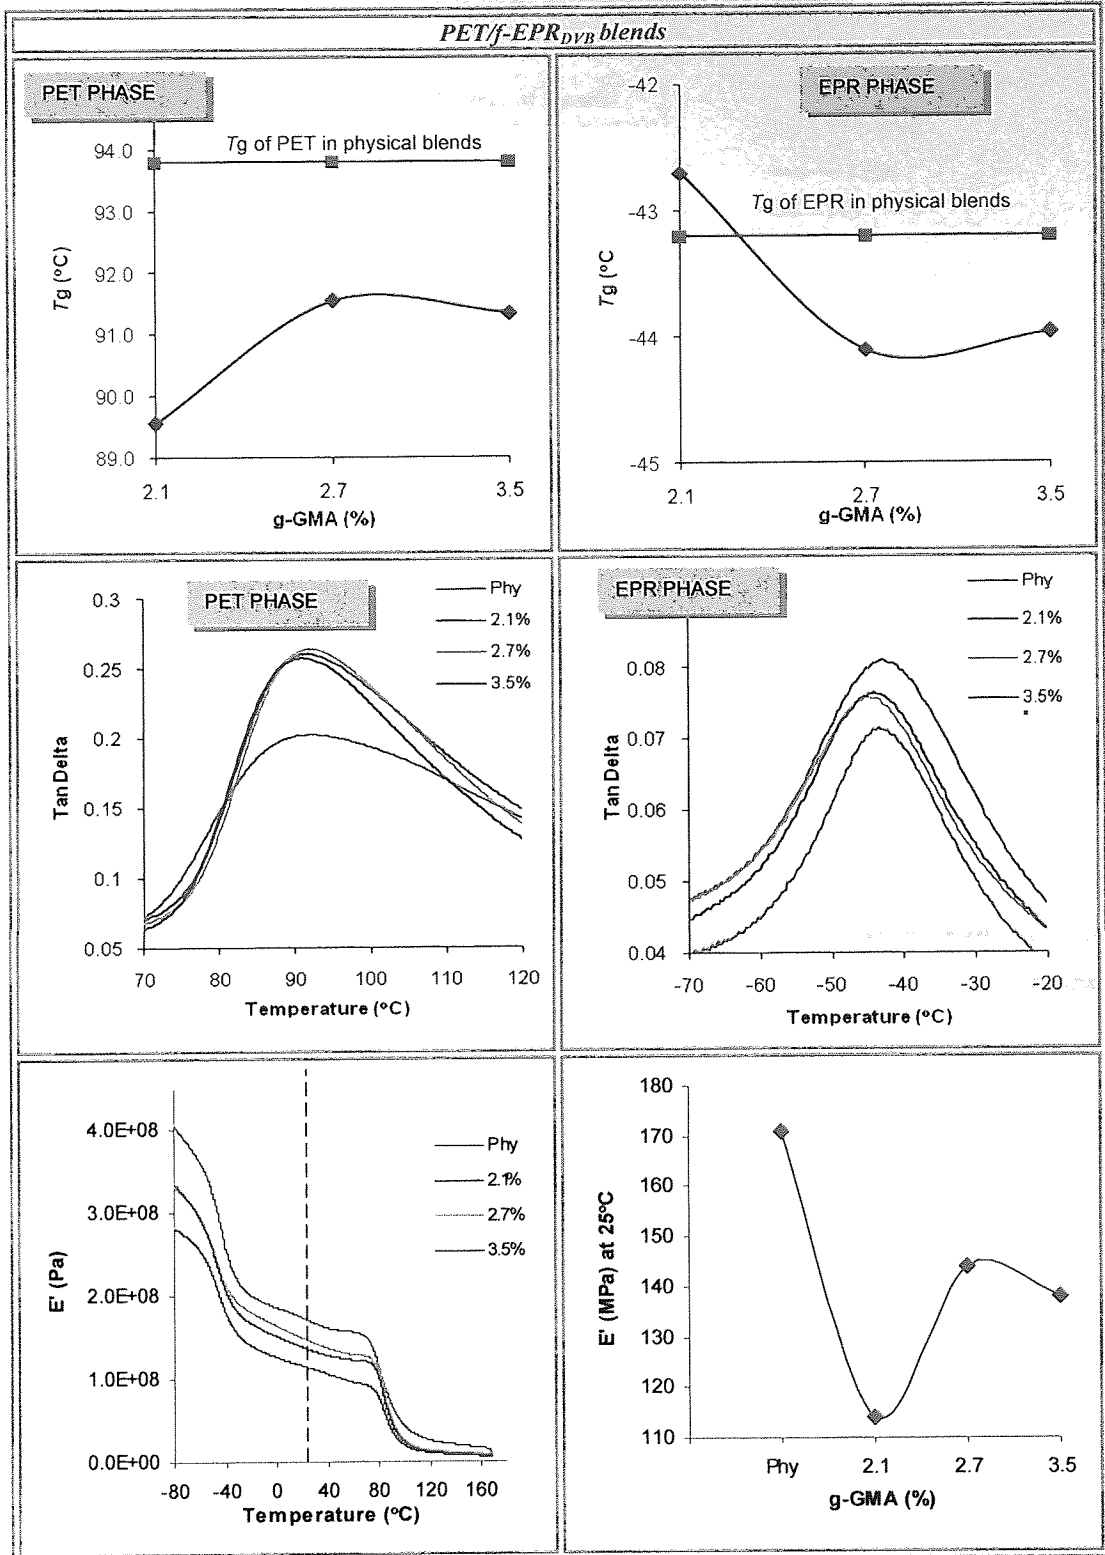 PET/f-EPR_DVB blends
PET PHASE
Tg of PET in physical blends
94.0
93.0
92.0
91.0
90.0
89.0
Tg (ºC)
2.1
2.7
3.5
g-GMA (%)
EPR PHASE
Tg of EPR in physical blends
-42
-43
-44
-45
Tg (ºC
2.1
2.7
3.5
g-GMA (%)
PET PHASE
Phy
2.1%
2.7%
3.5%
0.3
0.25
0.2
0.15
0.1
0.05
Tan Delta
70
80
90
100
110
120
Temperature (ºC)
EPR PHASE
Phy
2.1%
2.7%
3.5%
0.08
0.07
0.06
0.05
0.04
Tan Delta
-70
-60
-50
-40
-30
-20
Temperature (ºC)
4.0E+08
3.0E+08
2.0E+08
1.0E+08
0.0E+00
E' (Pa)
Phy
2.1%
2.7%
3.5%
-80
-40
0
40
80
120
160
Temperature (ºC)
180
170
160
150
140
130
120
110
E' (MPa) at 25ºC
Phy
2.1
2.7
3.5
g-GMA (%)